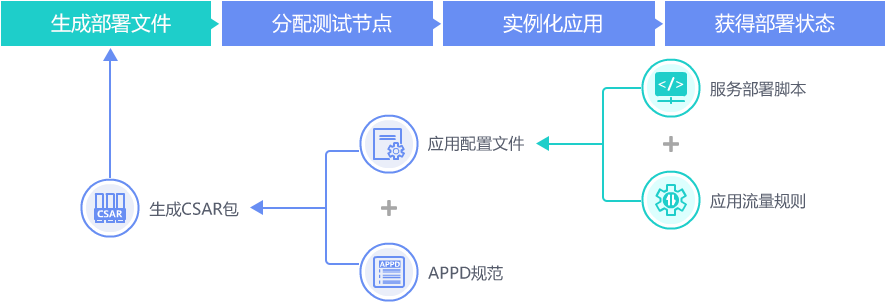 生成部署文件
分配测试节点
实例化应用
获得部署状态
</>
服务部署脚本
应用配置文件
CSAR
生成CSAR包
应用流量规则
APPD
APPD规范